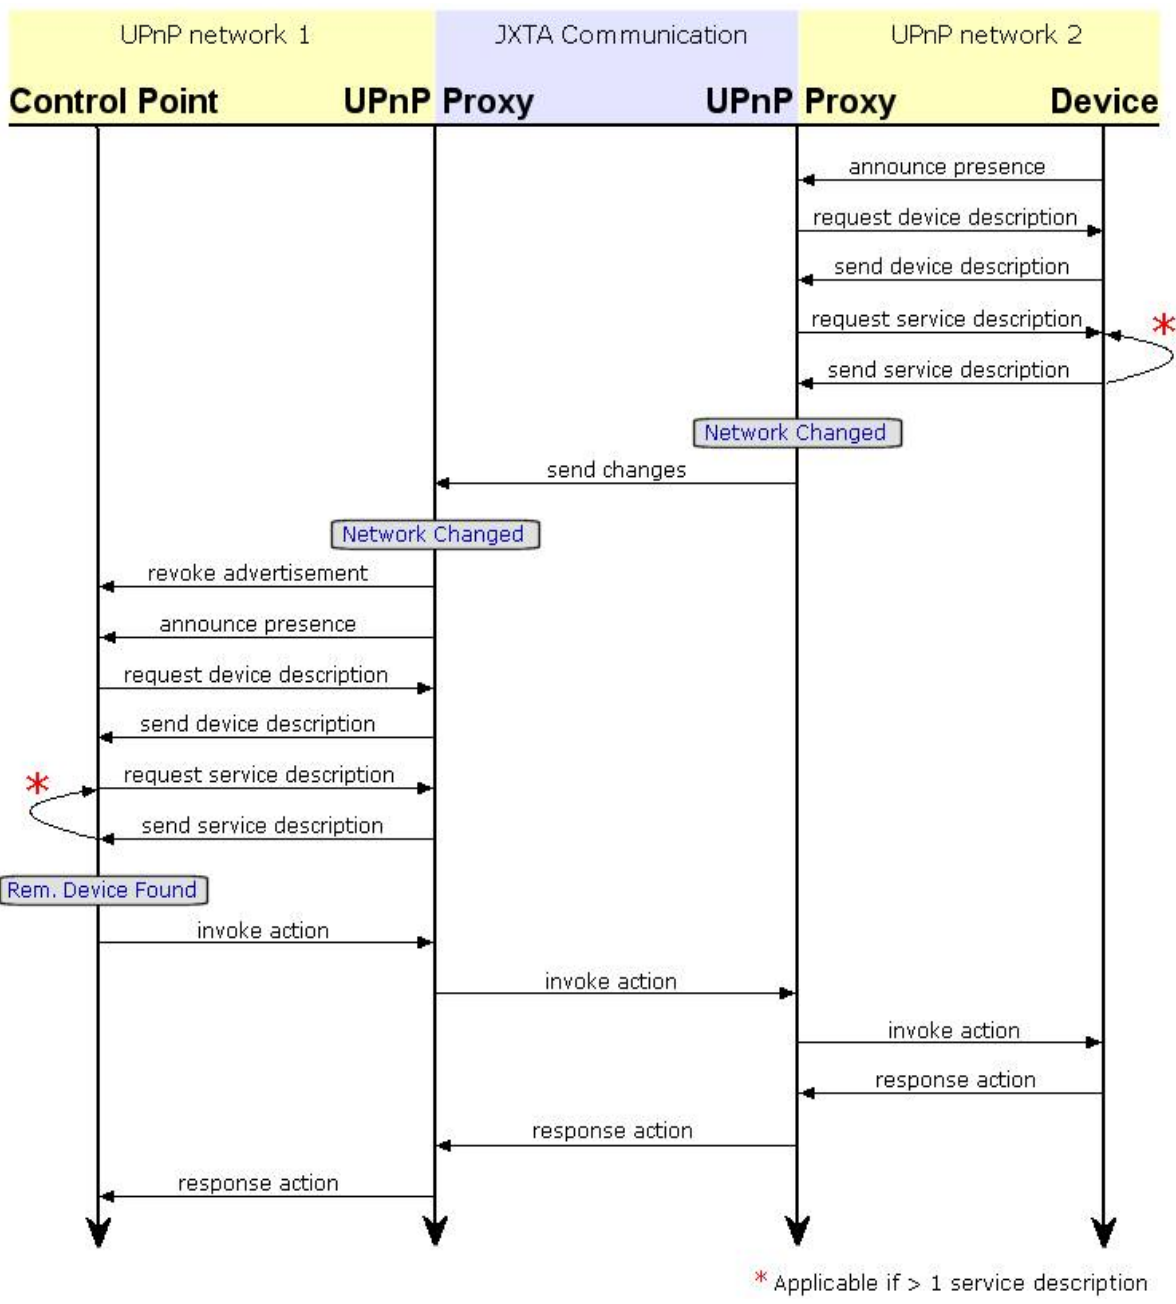 UPnP network 1 JXTA Communication UPnP network 2
Control Point UPnP Proxy UPnP Proxy Device
announce presence
request device description
send device description
request service description *
send service description
Network Changed
send changes
Network Changed
revoke advertisement
announce presence
request device description
send device description
* request service description
send service description
Rem. Device Found
invoke action
invoke action
invoke action
response action
response action
response action
* Applicable if > 1 service description